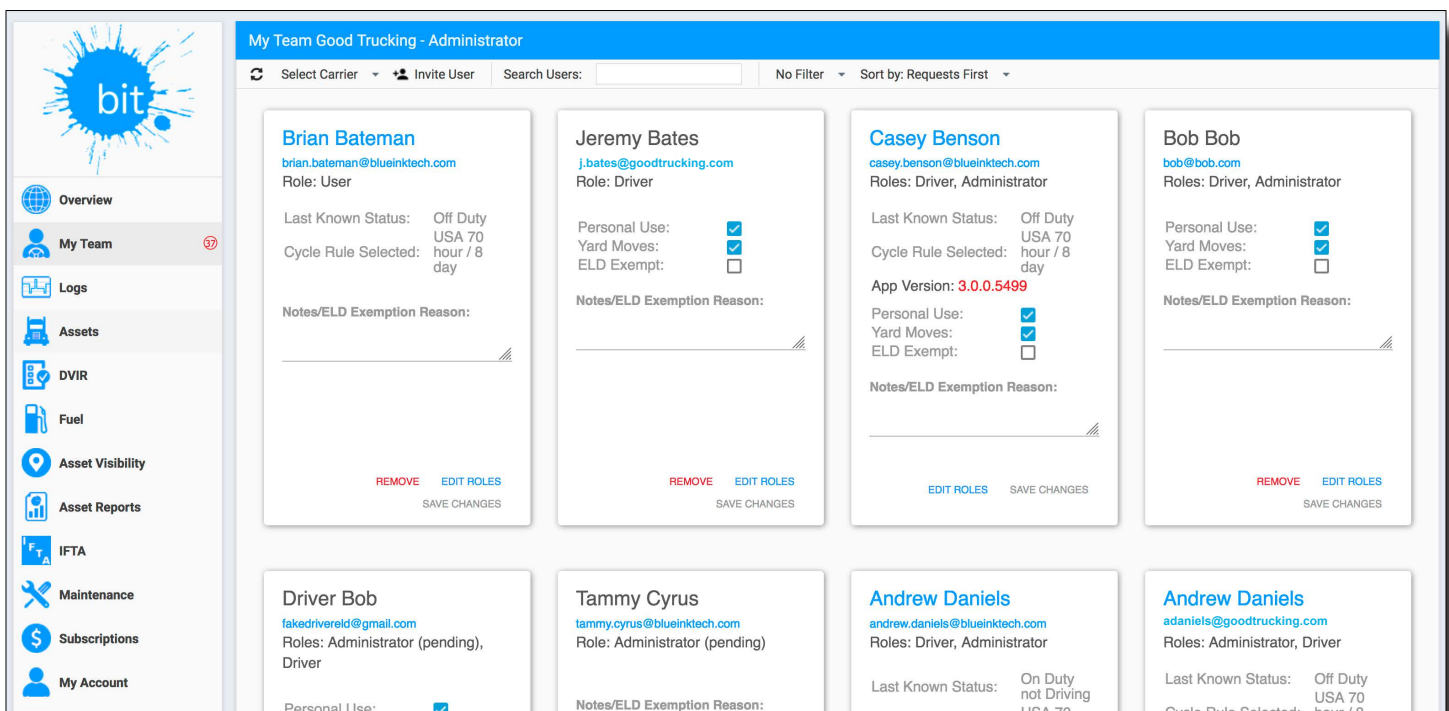 bit
Overview
My Team 37
Logs
Assets
DVIR
Fuel
Asset Visibility
Asset Reports
IFTA IFTA
Maintenance
$ Subscriptions
My Account
My Team Good Trucking - Administrator
Select Carrier Invite User Search Users: No Filter Sort by: Requests First
Brian Bateman
brian.bateman@blueinktech.com
Role: User
Last Known Status: Off Duty
Cycle Rule Selected: USA 70
hour / 8
day
Notes/ELD Exemption Reason:
REMOVE EDIT ROLES
SAVE CHANGES
Jeremy Bates
j.bates@goodtrucking.com
Role: Driver
Personal Use:
Yard Moves:
ELD Exempt:
Notes/ELD Exemption Reason:
REMOVE EDIT ROLES
SAVE CHANGES
Casey Benson
casey.benson@blueinktech.com
Roles: Driver, Administrator
Last Known Status: Off Duty
Cycle Rule Selected: USA 70
hour / 8
day
App Version: 3.0.0.5499
Personal Use:
Yard Moves:
ELD Exempt:
Notes/ELD Exemption Reason:
EDIT ROLES SAVE CHANGES
Bob Bob
bob@bob.com
Roles: Driver, Administrator
Personal Use:
Yard Moves:
ELD Exempt:
Notes/ELD Exemption Reason:
REMOVE EDIT ROLES
SAVE CHANGES
Driver Bob
fakedrivereld@gmail.com
Roles: Administrator (pending),
Driver
Personal Use:
Tammy Cyrus
tammy.cyrus@blueinktech.com
Role: Administrator (pending)
Notes/ELD Exemption Reason:
Andrew Daniels
andrew.daniels@blueinktech.com
Roles: Driver, Administrator
Last Known Status: On Duty
not Driving
USA 70
Andrew Daniels
adaniels@goodtrucking.com
Roles: Administrator, Driver
Last Known Status: Off Duty
USA 70
Cycle Rule Selected: hour / 8